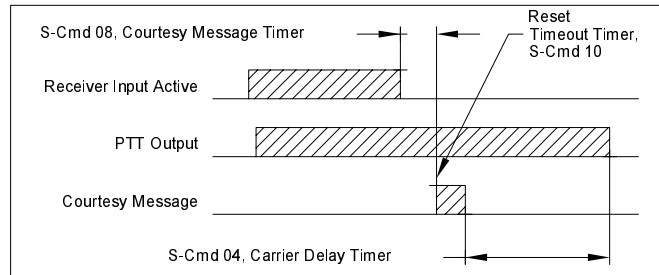 S-Cmd 08, Courtesy Message Timer
Reset
Timeout Timer,
S-Cmd 10
Receiver Input Active
PTT Output
Courtesy Message
S-Cmd 04, Carrier Delay Timer